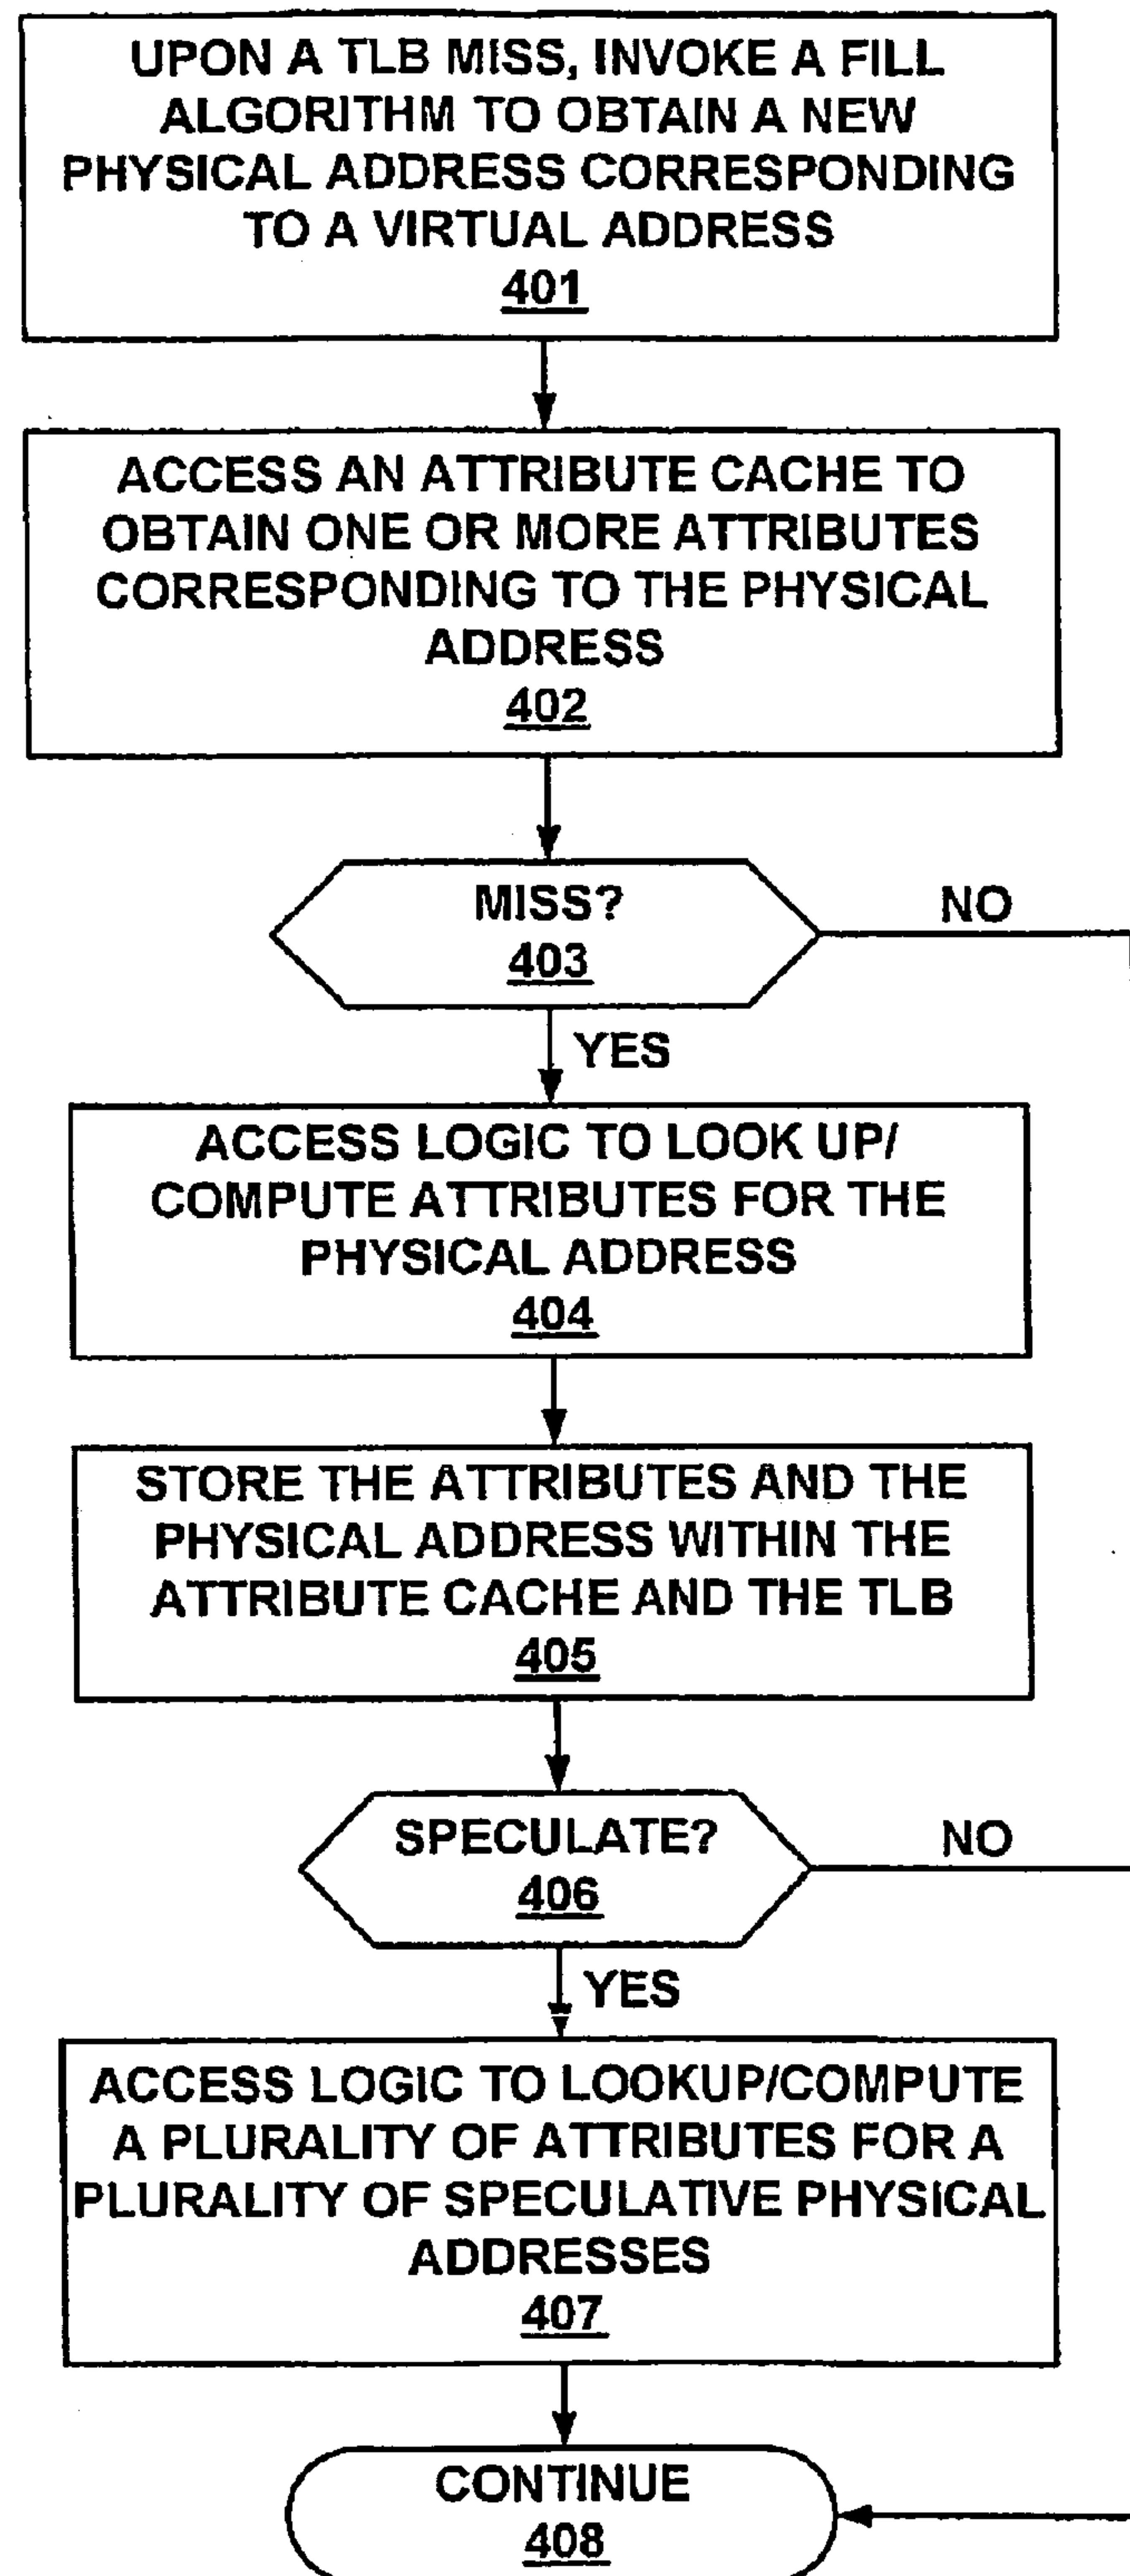 UPON A TLB MISS, INVOKE A FILL
ALGORITHM TO OBTAIN A NEW
PHYSICAL ADDRESS CORRESPONDING
TO A VIRTUAL ADDRESS
401
ACCESS AN ATTRIBUTE CACHE TO
OBTAIN ONE OR MORE ATTRIBUTES
CORRESPONDING TO THE PHYSICAL
ADDRESS
402
MISS?
NO
403
YES
ACCESS LOGIC TO LOOK UP/
COMPUTE ATTRIBUTES FOR THE
PHYSICAL ADDRESS
404
STORE THE ATTRIBUTES AND THE
PHYSICAL ADDRESS WITHIN THE
ATTRIBUTE CACHE AND THE TLB
405
SPECULATE?
NO
406
YES
ACCESS LOGIC TO LOOKUP/COMPUTE
A PLURALITY OF ATTRIBUTES FOR A
PLURALITY OF SPECULATIVE PHYSICAL
ADDRESSES
407
CONTINUE
408